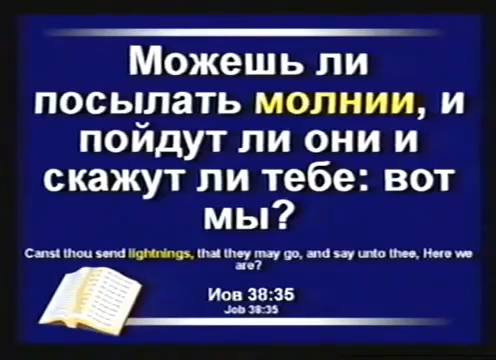 Можешь ли
посылать молнии, и
пойдут ли они и
скажут ли тебе: вот
мы?
Canst thou send lightnings, that they may go, and say unto thee, Here we
are?
Иов 38:35
Job 38:35